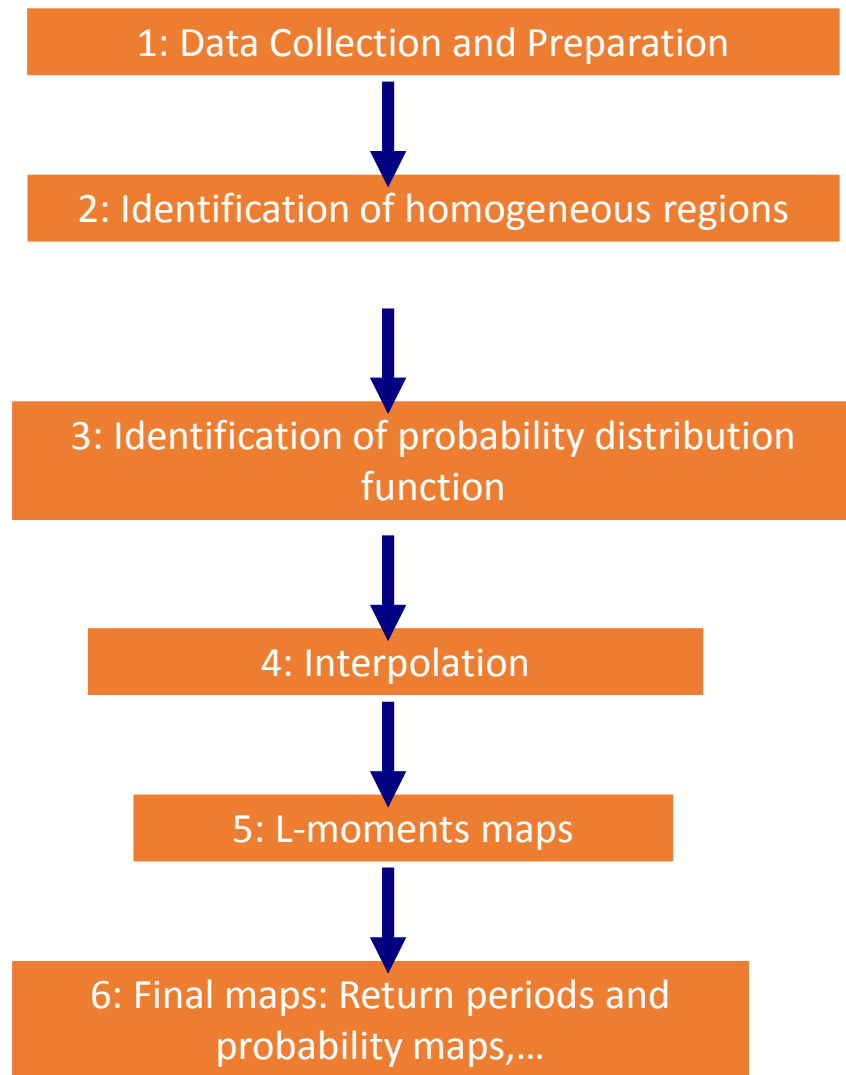 1: Data Collection and Preparation
2: Identification of homogeneous regions
3: Identification of probability distribution
function
4: Interpolation
5: L-moments maps
6: Final maps: Return periods and
probability maps,...